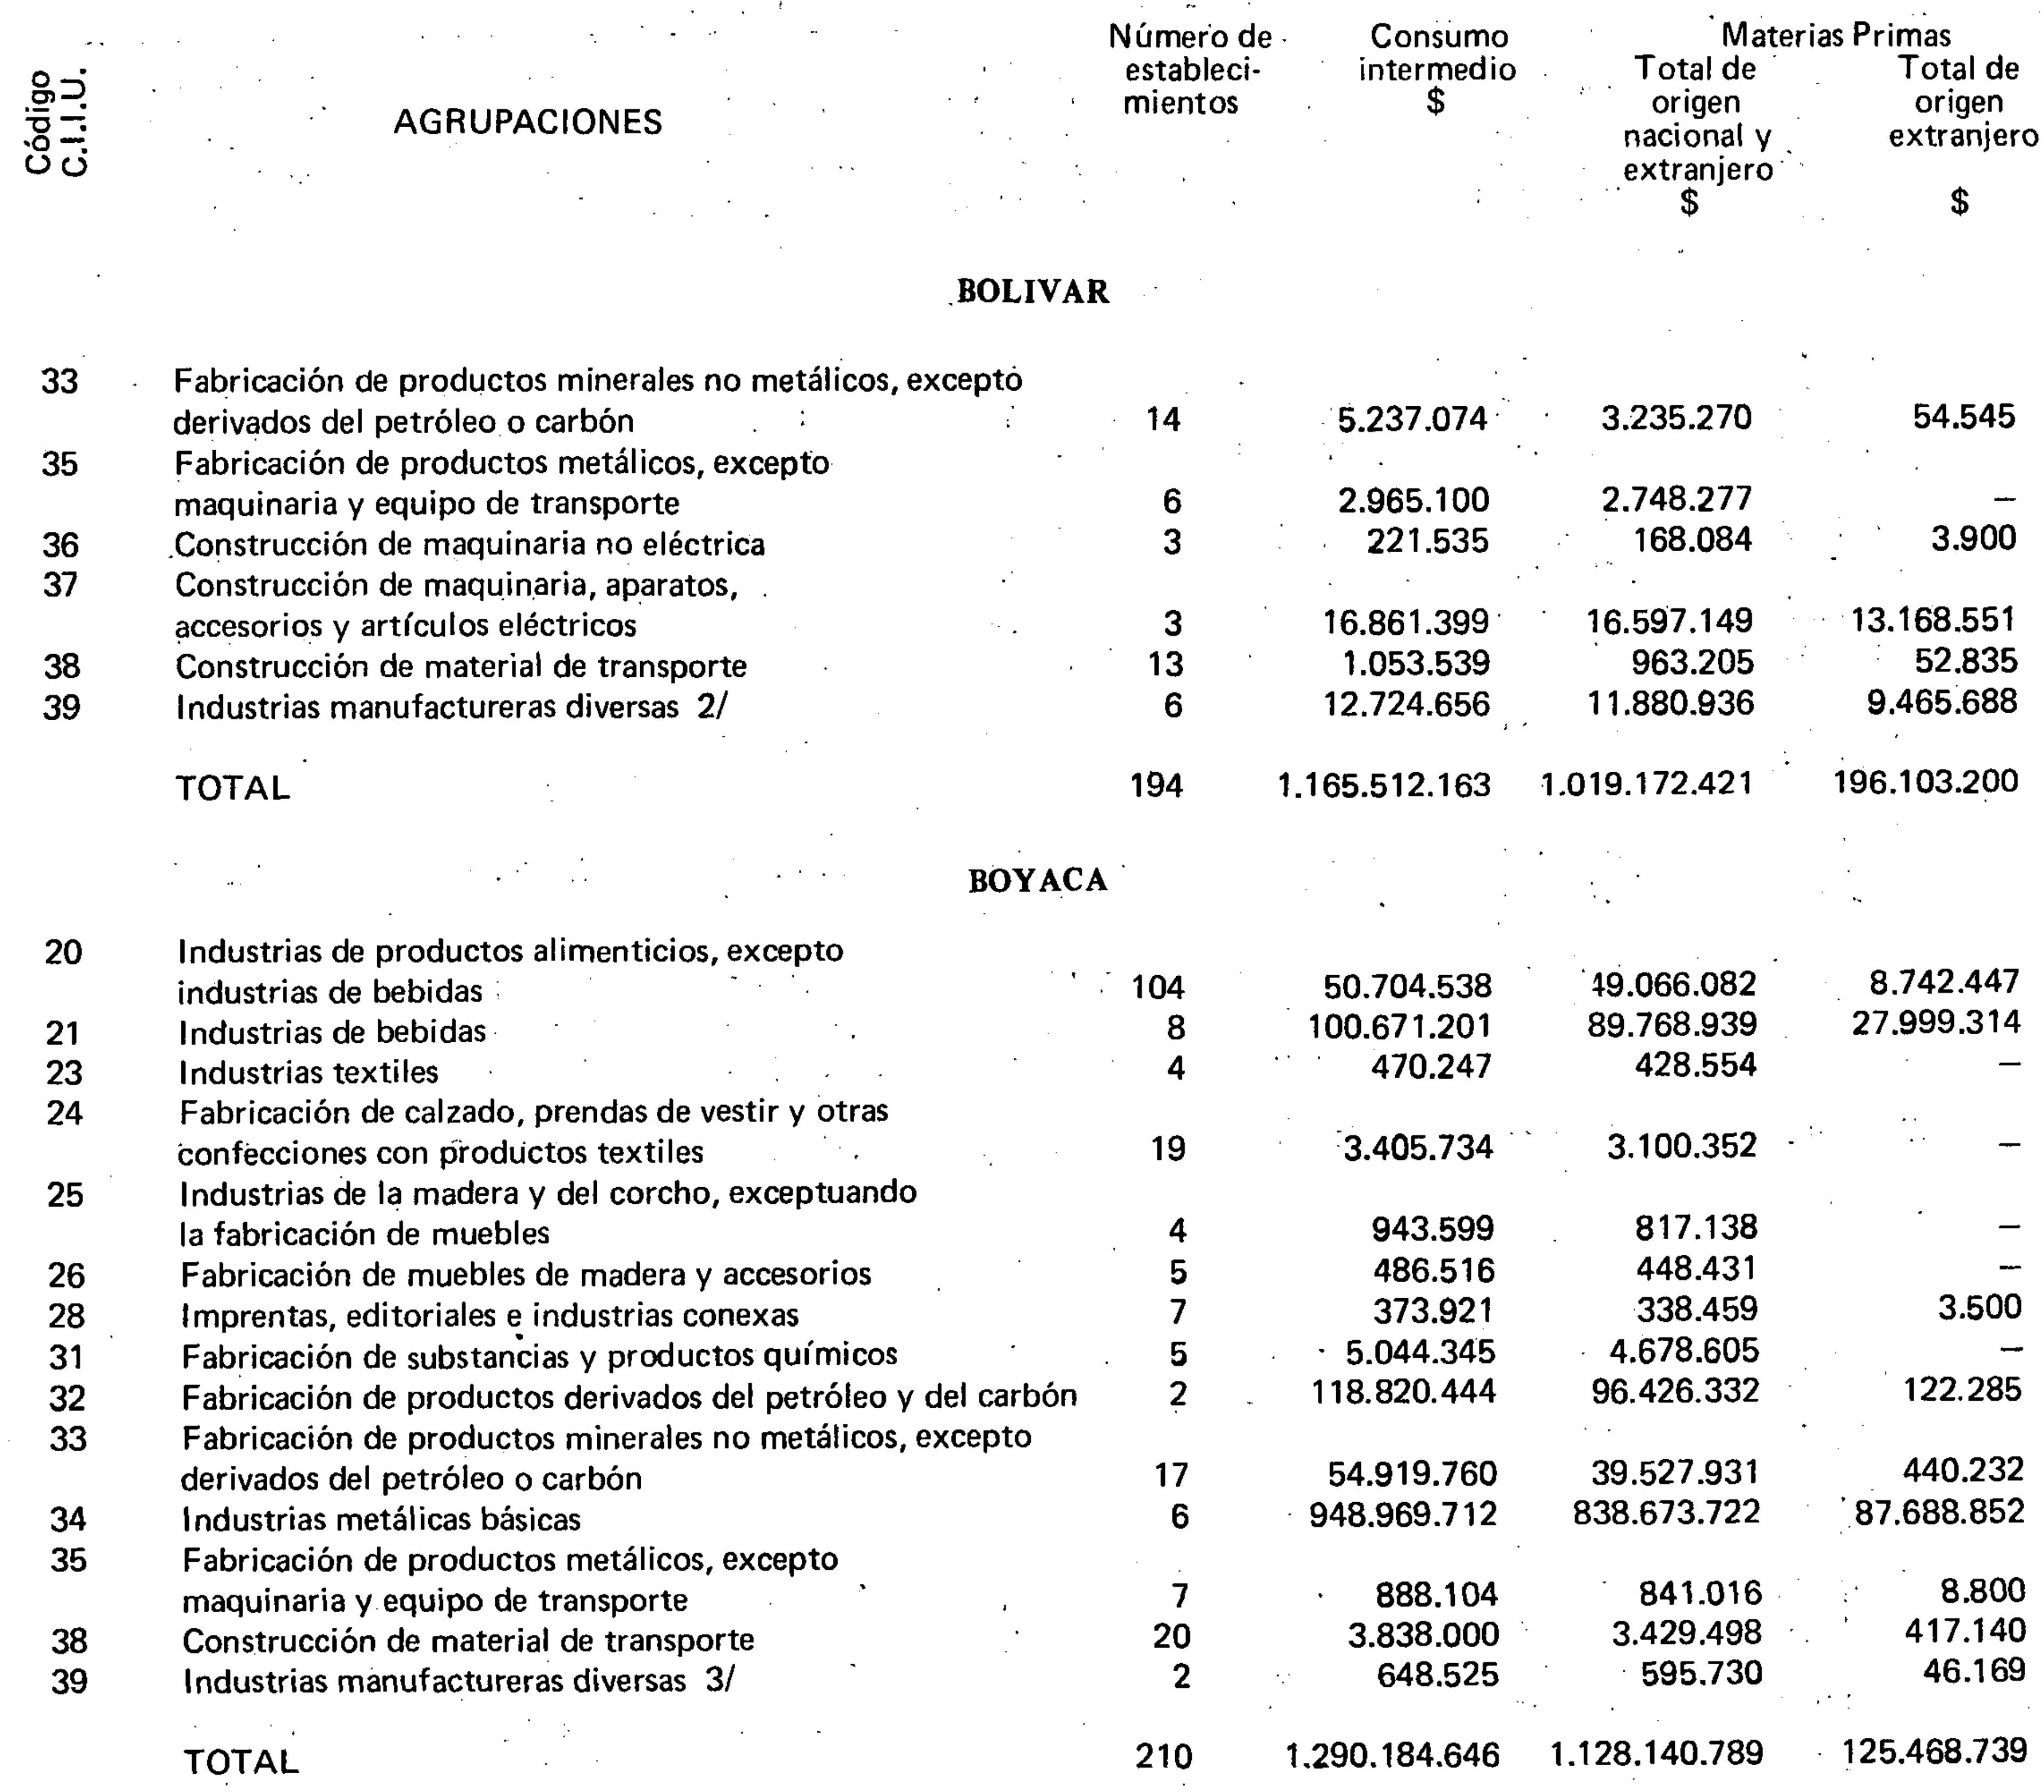 Código C.I.I.U. AGRUPACIONES Número de establecimientos Consumo intermedio $ Materias Primas Total de origen nacional y extranjero $ Total de origen extranjero $
BOLIVAR
33 Fabricación de productos minerales no metálicos, excepto
derivados del petróleo o carbón 14 5.237.074 3.235.270 54.545
35 Fabricación de productos metálicos, excepto
maquinaria y equipo de transporte 6 2.965.100 2.748.277 —
36 Construcción de maquinaria no eléctrica 3 221.535 168.084 3.900
37 Construcción de maquinaria, aparatos,
accesorios y artículos eléctricos 3 16.861.399 16.597.149 13.168.551
38 Construcción de material de transporte 13 1.053.539 963.205 52.835
39 Industrias manufactureras diversas 2/ 6 12.724.656 11.880.936 9.465.688
TOTAL 194 1.165.512.163 1.019.172.421 196.103.200
BOYACA
20 Industrias de productos alimenticios, excepto
industrias de bebidas 104 50.704.538 49.066.082 8.742.447
21 Industrias de bebidas 8 100.671.201 89.768.939 27.999.314
23 Industrias textiles 4 470.247 428.554 —
24 Fabricación de calzado, prendas de vestir y otras
confecciones con productos textiles 19 3.405.734 3.100.352 —
25 Industrias de la madera y del corcho, exceptuando
la fabricación de muebles 4 943.599 817.138 —
26 Fabricación de muebles de madera y accesorios 5 486.516 448.431 —
28 Imprentas, editoriales e industrias conexas 7 373.921 338.459 3.500
31 Fabricación de substancias y productos químicos 5 5.044.345 4.678.605 —
32 Fabricación de productos derivados del petróleo y del carbón 2 118.820.444 96.426.332 122.285
33 Fabricación de productos minerales no metálicos, excepto
derivados del petróleo o carbón 17 54.919.760 39.527.931 440.232
34 Industrias metálicas básicas 6 948.969.712 838.673.722 87.688.852
35 Fabricación de productos metálicos, excepto
maquinaria y equipo de transporte 7 888.104 841.016 8.800
38 Construcción de material de transporte 20 3.838.000 3.429.498 417.140
39 Industrias manufactureras diversas 3/ 2 648.525 595.730 46.169
TOTAL 210 1.290.184.646 1.128.140.789 125.468.739